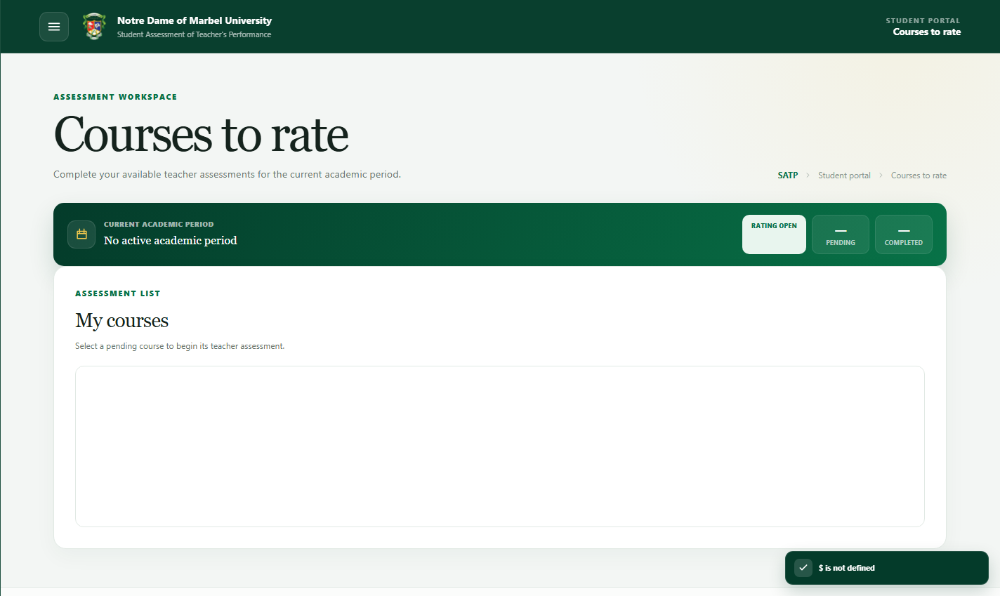 Notre Dame of Marbel University
Student Assessment of Teacher's Performance
STUDENT PORTAL
Courses to rate
ASSESSMENT WORKSPACE
Courses to rate
Complete your available teacher assessments for the current academic period.
SATP › Student portal › Courses to rate
CURRENT ACADEMIC PERIOD
No active academic period
RATING OPEN
—
PENDING
—
COMPLETED
ASSESSMENT LIST
My courses
Select a pending course to begin its teacher assessment.
$ is not defined